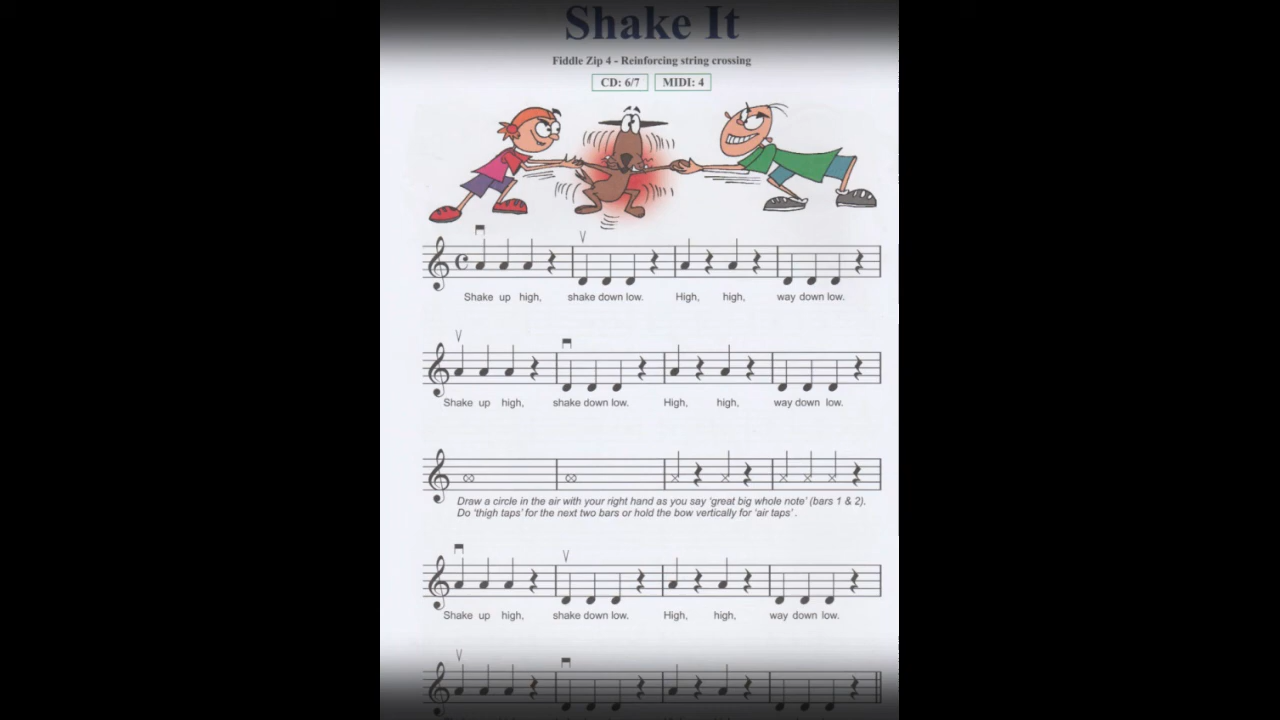 Shake It
Fiddle Zip 4 - Reinforcing string crossing
CD: 6/7 MIDI: 4
Shake up high, shake down low. High, high, way down low.
Shake up high, shake down low. High, high, way down low.
Draw a circle in the air with your right hand as you say 'great big whole note' (bars 1 & 2).
Do 'thigh taps' for the next two bars or hold the bow vertically for 'air taps'.
Shake up high, shake down low. High, high, way down low.